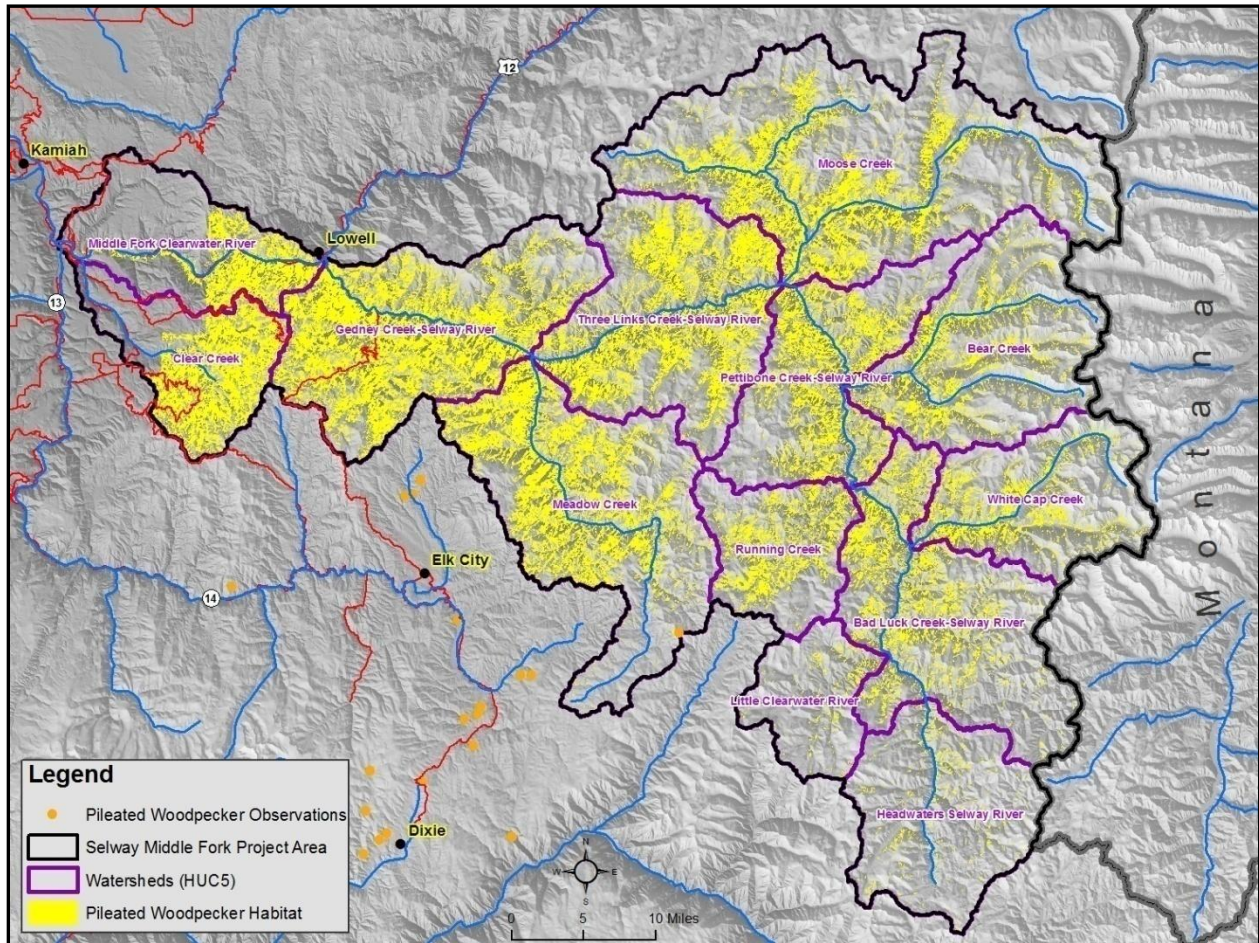 12
Kamiah
Moose Creek
Middle Fork Clearwater River
Lowell
13
Three Links Creek-Selway River
Gedney Creek-Selway River
Clear Creek
Bear Creek
Pettibone Creek-Selway River
Montana
White Cap Creek
Meadow Creek
Running Creek
Elk City
14
Bad Luck Creek-Selway River
Little Clearwater River
Headwaters Selway River
Dixie
Legend
Pileated Woodpecker Observations
Selway Middle Fork Project Area
Watersheds (HUC5)
Pileated Woodpecker Habitat
N
W E
S
0 5 10 Miles